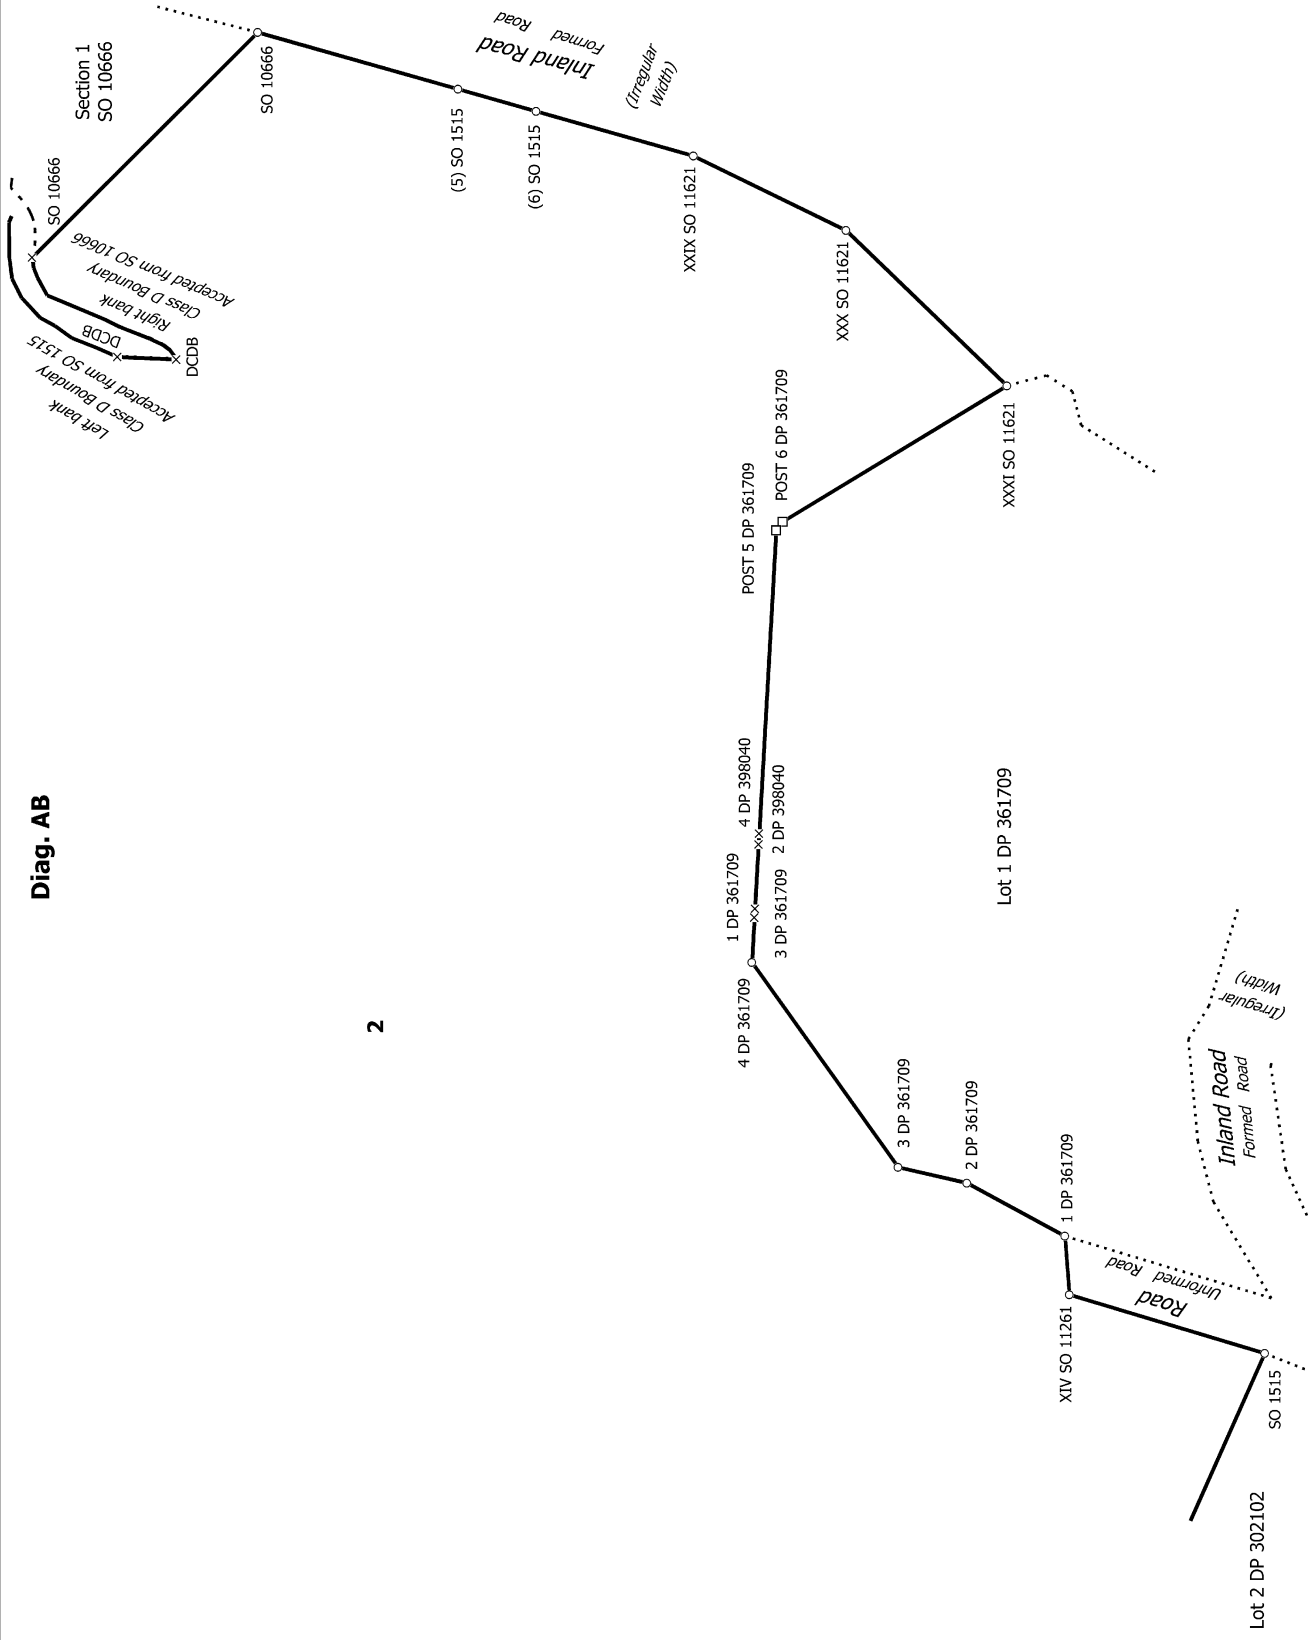 Diag. AB
Section 1
SO 10666
SO 10666
SO 10666
Right bank
Class D Boundary
Accepted from SO 10666
DCDB
DCDB
Left bank
Class D Boundary
Accepted from SO 1515
Inland Road
Formed Road
(Irregular
Width)
(5) SO 1515
(6) SO 1515
XXIX SO 11621
XXX SO 11621
XXXI SO 11621
POST 6 DP 361709
POST 5 DP 361709
4 DP 398040
2 DP 398040
1 DP 361709
3 DP 361709
4 DP 361709
2
Lot 1 DP 361709
3 DP 361709
2 DP 361709
1 DP 361709
Inland Road
Formed Road
(Irregular
Width)
Road
Unformed Road
XIV SO 11261
SO 1515
Lot 2 DP 302102